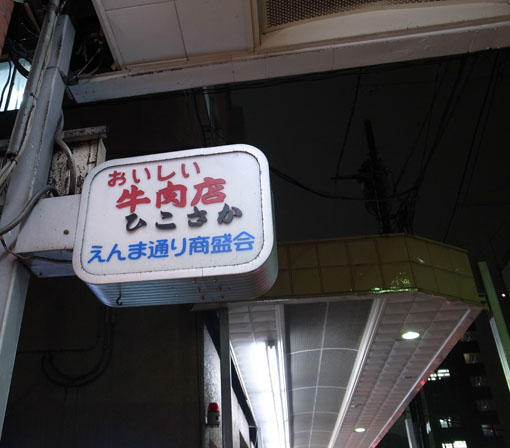 おいしい
牛肉店
ひこさか
えんま通り商盛会